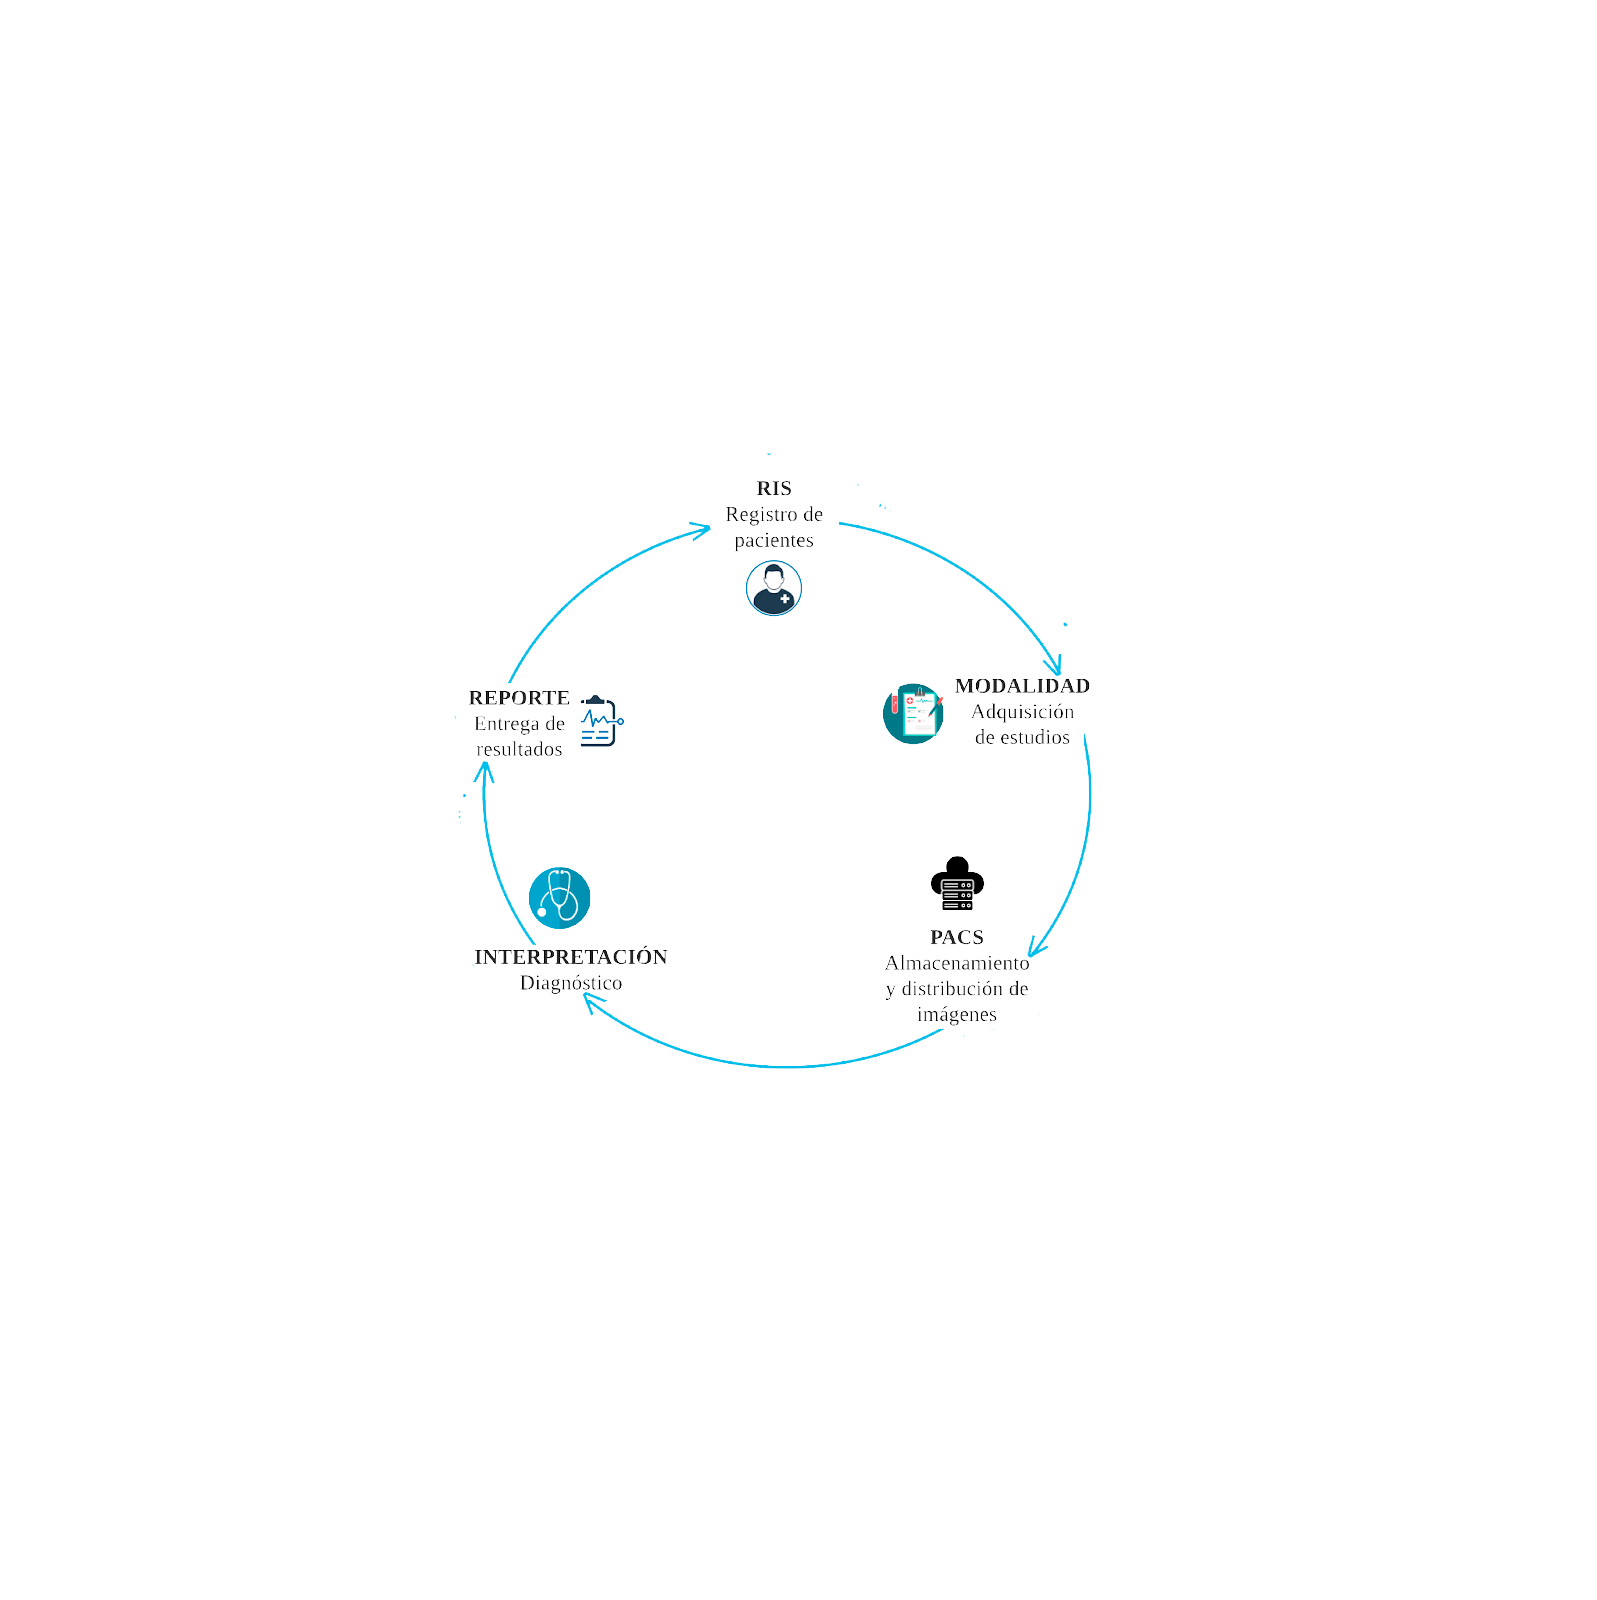 RIS
Registro de
pacientes
MODALIDAD
Adquisición
de estudios
PACS
Almacenamiento
y distribución de
imágenes
INTERPRETACIÓN
Diagnóstico
REPORTE
Entrega de
resultados